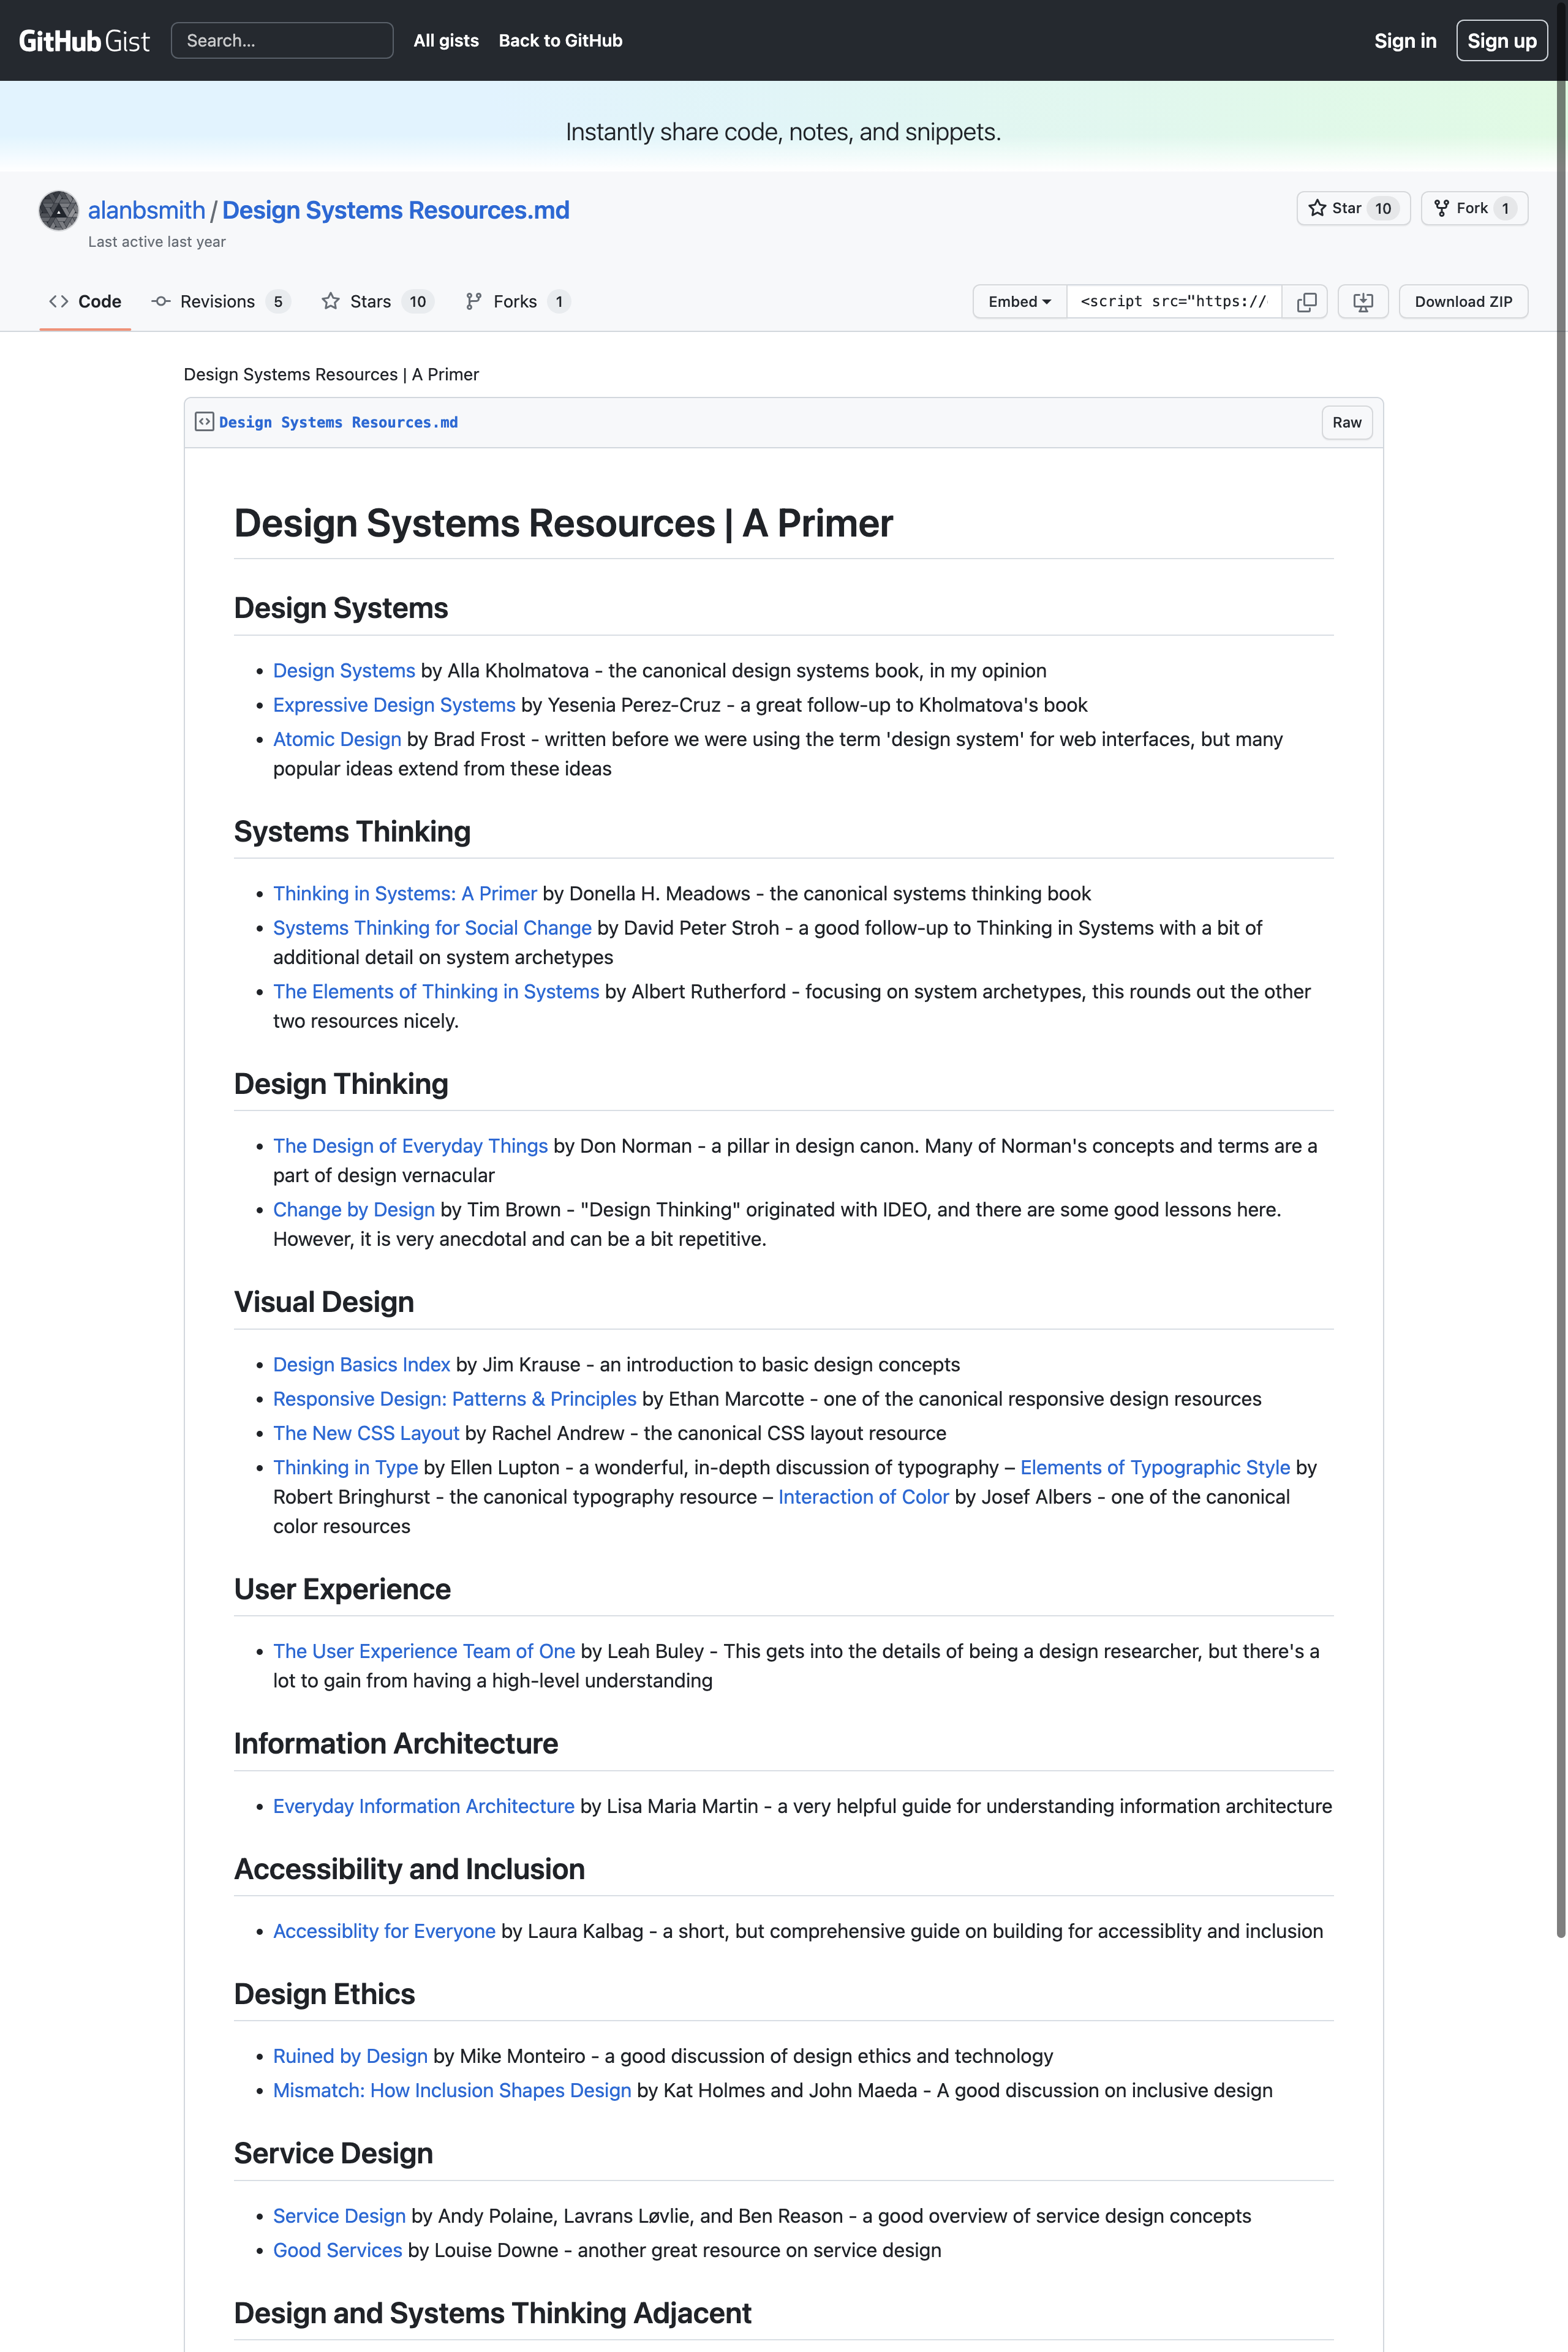 GitHub Gist Search... All gists Back to GitHub Sign in Sign up
Instantly share code, notes, and snippets.
alanbsmith / Design Systems Resources.md Star 10 Fork 1
Last active last year
Code Revisions 5 Stars 10 Forks 1 Embed <script src="https:// Download ZIP
Design Systems Resources | A Primer
Design Systems Resources.md Raw
Design Systems Resources | A Primer
Design Systems
• Design Systems by Alla Kholmatova - the canonical design systems book, in my opinion
• Expressive Design Systems by Yesenia Perez-Cruz - a great follow-up to Kholmatova's book
• Atomic Design by Brad Frost - written before we were using the term 'design system' for web interfaces, but many
popular ideas extend from these ideas
Systems Thinking
• Thinking in Systems: A Primer by Donella H. Meadows - the canonical systems thinking book
• Systems Thinking for Social Change by David Peter Stroh - a good follow-up to Thinking in Systems with a bit of
additional detail on system archetypes
• The Elements of Thinking in Systems by Albert Rutherford - focusing on system archetypes, this rounds out the other
two resources nicely.
Design Thinking
• The Design of Everyday Things by Don Norman - a pillar in design canon. Many of Norman's concepts and terms are a
part of design vernacular
• Change by Design by Tim Brown - "Design Thinking" originated with IDEO, and there are some good lessons here.
However, it is very anecdotal and can be a bit repetitive.
Visual Design
• Design Basics Index by Jim Krause - an introduction to basic design concepts
• Responsive Design: Patterns & Principles by Ethan Marcotte - one of the canonical responsive design resources
• The New CSS Layout by Rachel Andrew - the canonical CSS layout resource
• Thinking in Type by Ellen Lupton - a wonderful, in-depth discussion of typography – Elements of Typographic Style by
Robert Bringhurst - the canonical typography resource – Interaction of Color by Josef Albers - one of the canonical
color resources
User Experience
• The User Experience Team of One by Leah Buley - This gets into the details of being a design researcher, but there's a
lot to gain from having a high-level understanding
Information Architecture
• Everyday Information Architecture by Lisa Maria Martin - a very helpful guide for understanding information architecture
Accessibility and Inclusion
• Accessiblity for Everyone by Laura Kalbag - a short, but comprehensive guide on building for accessiblity and inclusion
Design Ethics
• Ruined by Design by Mike Monteiro - a good discussion of design ethics and technology
• Mismatch: How Inclusion Shapes Design by Kat Holmes and John Maeda - A good discussion on inclusive design
Service Design
• Service Design by Andy Polaine, Lavrans Løvlie, and Ben Reason - a good overview of service design concepts
• Good Services by Louise Downe - another great resource on service design
Design and Systems Thinking Adjacent